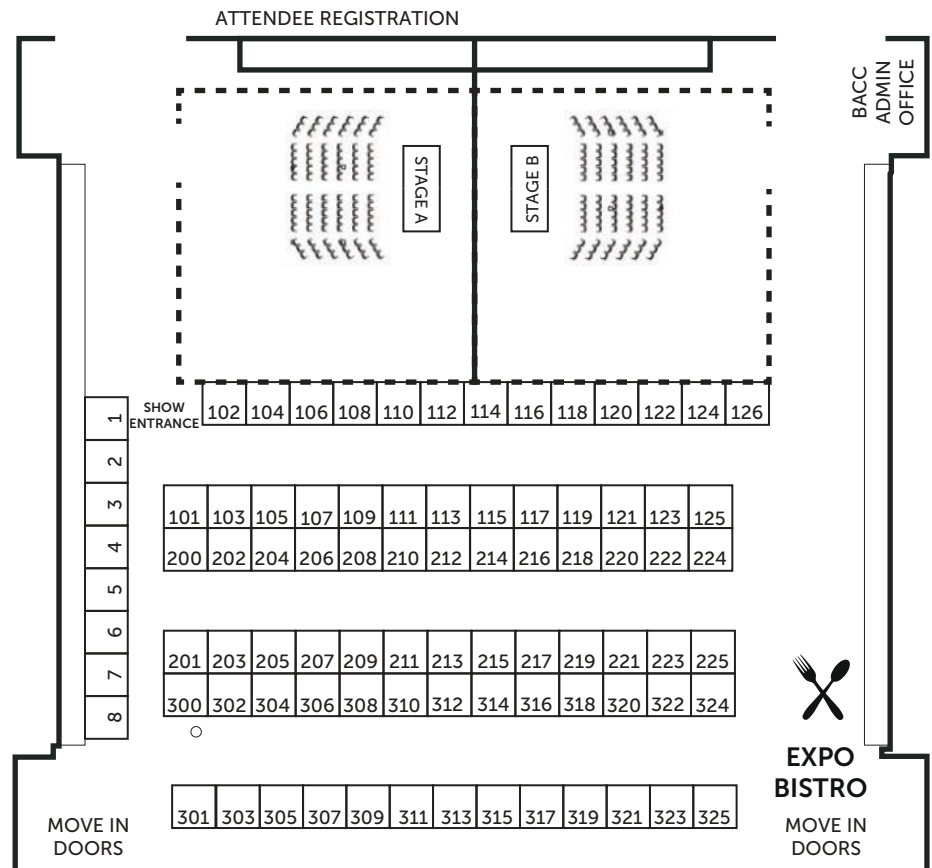 ATTENDEE REGISTRATION
BACC
ADMIN
OFFICE
STAGE A
STAGE B
SHOW
ENTRANCE
102 104 106 108 110 112 114 116 118 120 122 124 126
1
2
3
4
5
6
7
8
101 103 105 107 109 111 113 115 117 119 121 123 125
200 202 204 206 208 210 212 214 216 218 220 222 224
201 203 205 207 209 211 213 215 217 219 221 223 225
300 302 304 306 308 310 312 314 316 318 320 322 324
EXPO
BISTRO
301 303 305 307 309 311 313 315 317 319 321 323 325
MOVE IN
DOORS
MOVE IN
DOORS